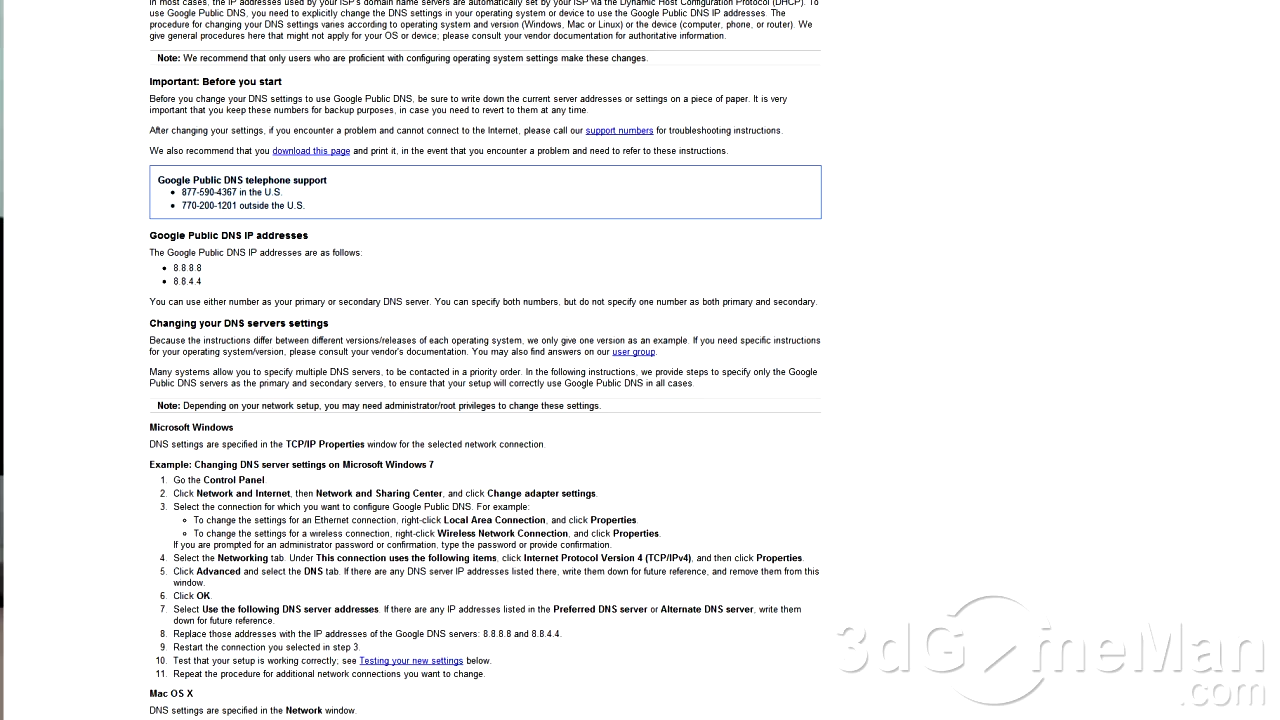 In most cases, the IP addresses used by your ISP's domain name servers are automatically set by your ISP via the Dynamic Host Configuration Protocol (DHCP). To
use Google Public DNS, you need to explicitly change the DNS settings in your operating system or device to use the Google Public DNS IP addresses. The
procedure for changing your DNS settings varies according to operating system and version (Windows, Mac or Linux) or the device (computer, phone, or router). We
give general procedures here that might not apply for your OS or device; please consult your vendor documentation for authoritative information.
Note: We recommend that only users who are proficient with configuring operating system settings make these changes.
Important: Before you start
Before you change your DNS settings to use Google Public DNS, be sure to write down the current server addresses or settings on a piece of paper. It is very
important that you keep these numbers for backup purposes, in case you need to revert to them at any time.
After changing your settings, if you encounter a problem and cannot connect to the Internet, please call our support numbers for troubleshooting instructions.
We also recommend that you download this page and print it, in the event that you encounter a problem and need to refer to these instructions.
Google Public DNS telephone support
• 877-590-4367 in the U.S.
• 770-200-1201 outside the U.S.
Google Public DNS IP addresses
The Google Public DNS IP addresses are as follows:
• 8.8.8.8
• 8.8.4.4
You can use either number as your primary or secondary DNS server. You can specify both numbers, but do not specify one number as both primary and secondary.
Changing your DNS servers settings
Because the instructions differ between different versions/releases of each operating system, we only give one version as an example. If you need specific instructions
for your operating system/version, please consult your vendor's documentation. You may also find answers on our user group.
Many systems allow you to specify multiple DNS servers, to be contacted in a priority order. In the following instructions, we provide steps to specify only the Google
Public DNS servers as the primary and secondary servers, to ensure that your setup will correctly use Google Public DNS in all cases.
Note: Depending on your network setup, you may need administrator/root privileges to change these settings.
Microsoft Windows
DNS settings are specified in the TCP/IP Properties window for the selected network connection.
Example: Changing DNS server settings on Microsoft Windows 7
1. Go the Control Panel.
2. Click Network and Internet, then Network and Sharing Center, and click Change adapter settings.
3. Select the connection for which you want to configure Google Public DNS. For example:
◦ To change the settings for an Ethernet connection, right-click Local Area Connection, and click Properties.
◦ To change the settings for a wireless connection, right-click Wireless Network Connection, and click Properties.
If you are prompted for an administrator password or confirmation, type the password or provide confirmation.
4. Select the Networking tab. Under This connection uses the following items, click Internet Protocol Version 4 (TCP/IPv4), and then click Properties.
5. Click Advanced and select the DNS tab. If there are any DNS server IP addresses listed there, write them down for future reference, and remove them from this
window.
6. Click OK.
7. Select Use the following DNS server addresses. If there are any IP addresses listed in the Preferred DNS server or Alternate DNS server, write them
down for future reference.
8. Replace those addresses with the IP addresses of the Google DNS servers: 8.8.8.8 and 8.8.4.4.
9. Restart the connection you selected in step 3.
10. Test that your setup is working correctly; see Testing your new settings below.
11. Repeat the procedure for additional network connections you want to change.
Mac OS X
DNS settings are specified in the Network window.
3dGameMan
.com